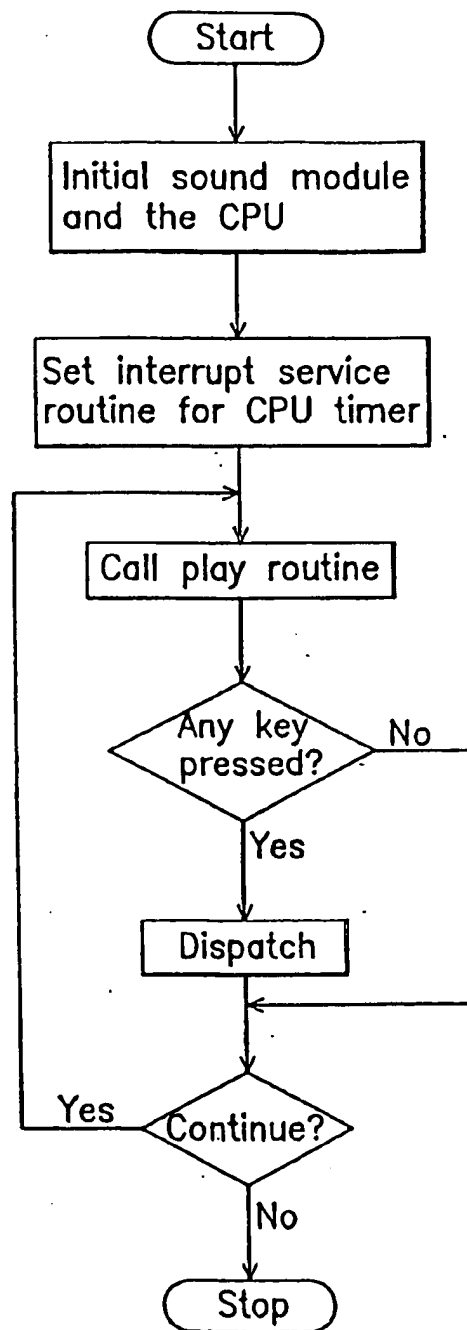 Start
Initial sound module
and the CPU
Set interrupt service
routine for CPU timer
Call play routine
Any key
pressed?
No
Yes
Dispatch
Yes
Continue?
No
Stop